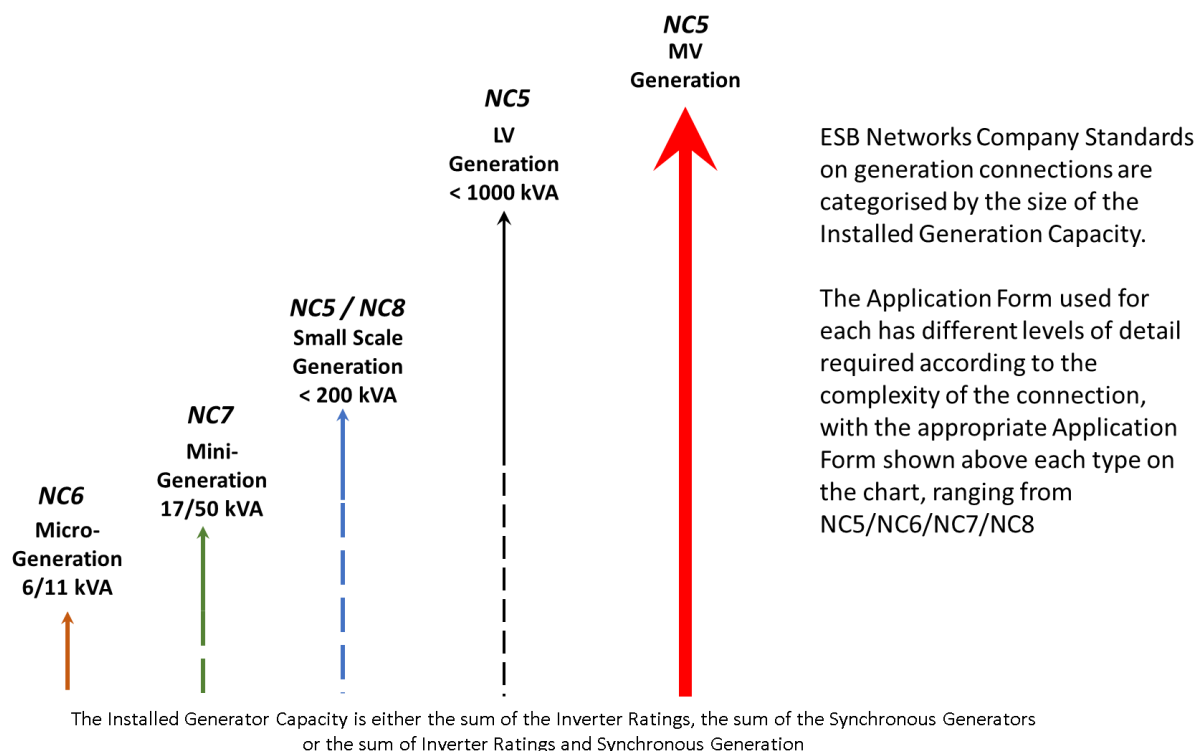 NC6
Micro-
Generation
6/11 kVA
NC7
Mini-
Generation
17/50 kVA
NC5 / NC8
Small Scale
Generation
< 200 kVA
NC5
LV
Generation
< 1000 kVA
NC5
MV
Generation
ESB Networks Company Standards
on generation connections are
categorised by the size of the
Installed Generation Capacity.
The Application Form used for
each has different levels of detail
required according to the
complexity of the connection,
with the appropriate Application
Form shown above each type on
the chart, ranging from
NC5/NC6/NC7/NC8
The Installed Generator Capacity is either the sum of the Inverter Ratings, the sum of the Synchronous Generators
or the sum of Inverter Ratings and Synchronous Generation